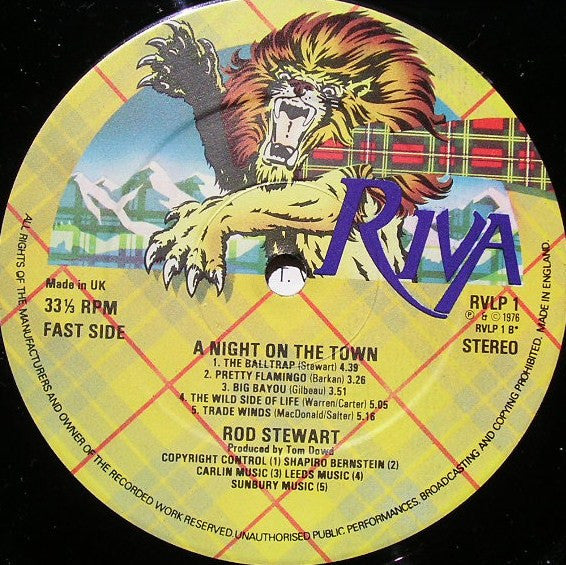 RIVA
Made in UK
33⅓ RPM
FAST SIDE
RVLP 1
℗ & © 1976
RVLP 1 B*
STEREO
A NIGHT ON THE TOWN
1. THE BALLTRAP (Stewart) 4.39
2. PRETTY FLAMINGO (Barkan) 3.26
3. BIG BAYOU (Gilbeau) 3.51
4. THE WILD SIDE OF LIFE (Warren/Carter) 5.05
5. TRADE WINDS (MacDonald/Salter) 5.16
ROD STEWART
Produced by Tom Dowd
COPYRIGHT CONTROL (1) SHAPIRO BERNSTEIN (2)
CARLIN MUSIC (3) LEEDS MUSIC (4)
SUNBURY MUSIC (5)
ALL RIGHTS OF THE MANUFACTURERS AND OWNER OF THE RECORDED WORK RESERVED. UNAUTHORISED PUBLIC PERFORMANCES, BROADCASTING AND COPYING PROHIBITED. MADE IN ENGLAND
1.